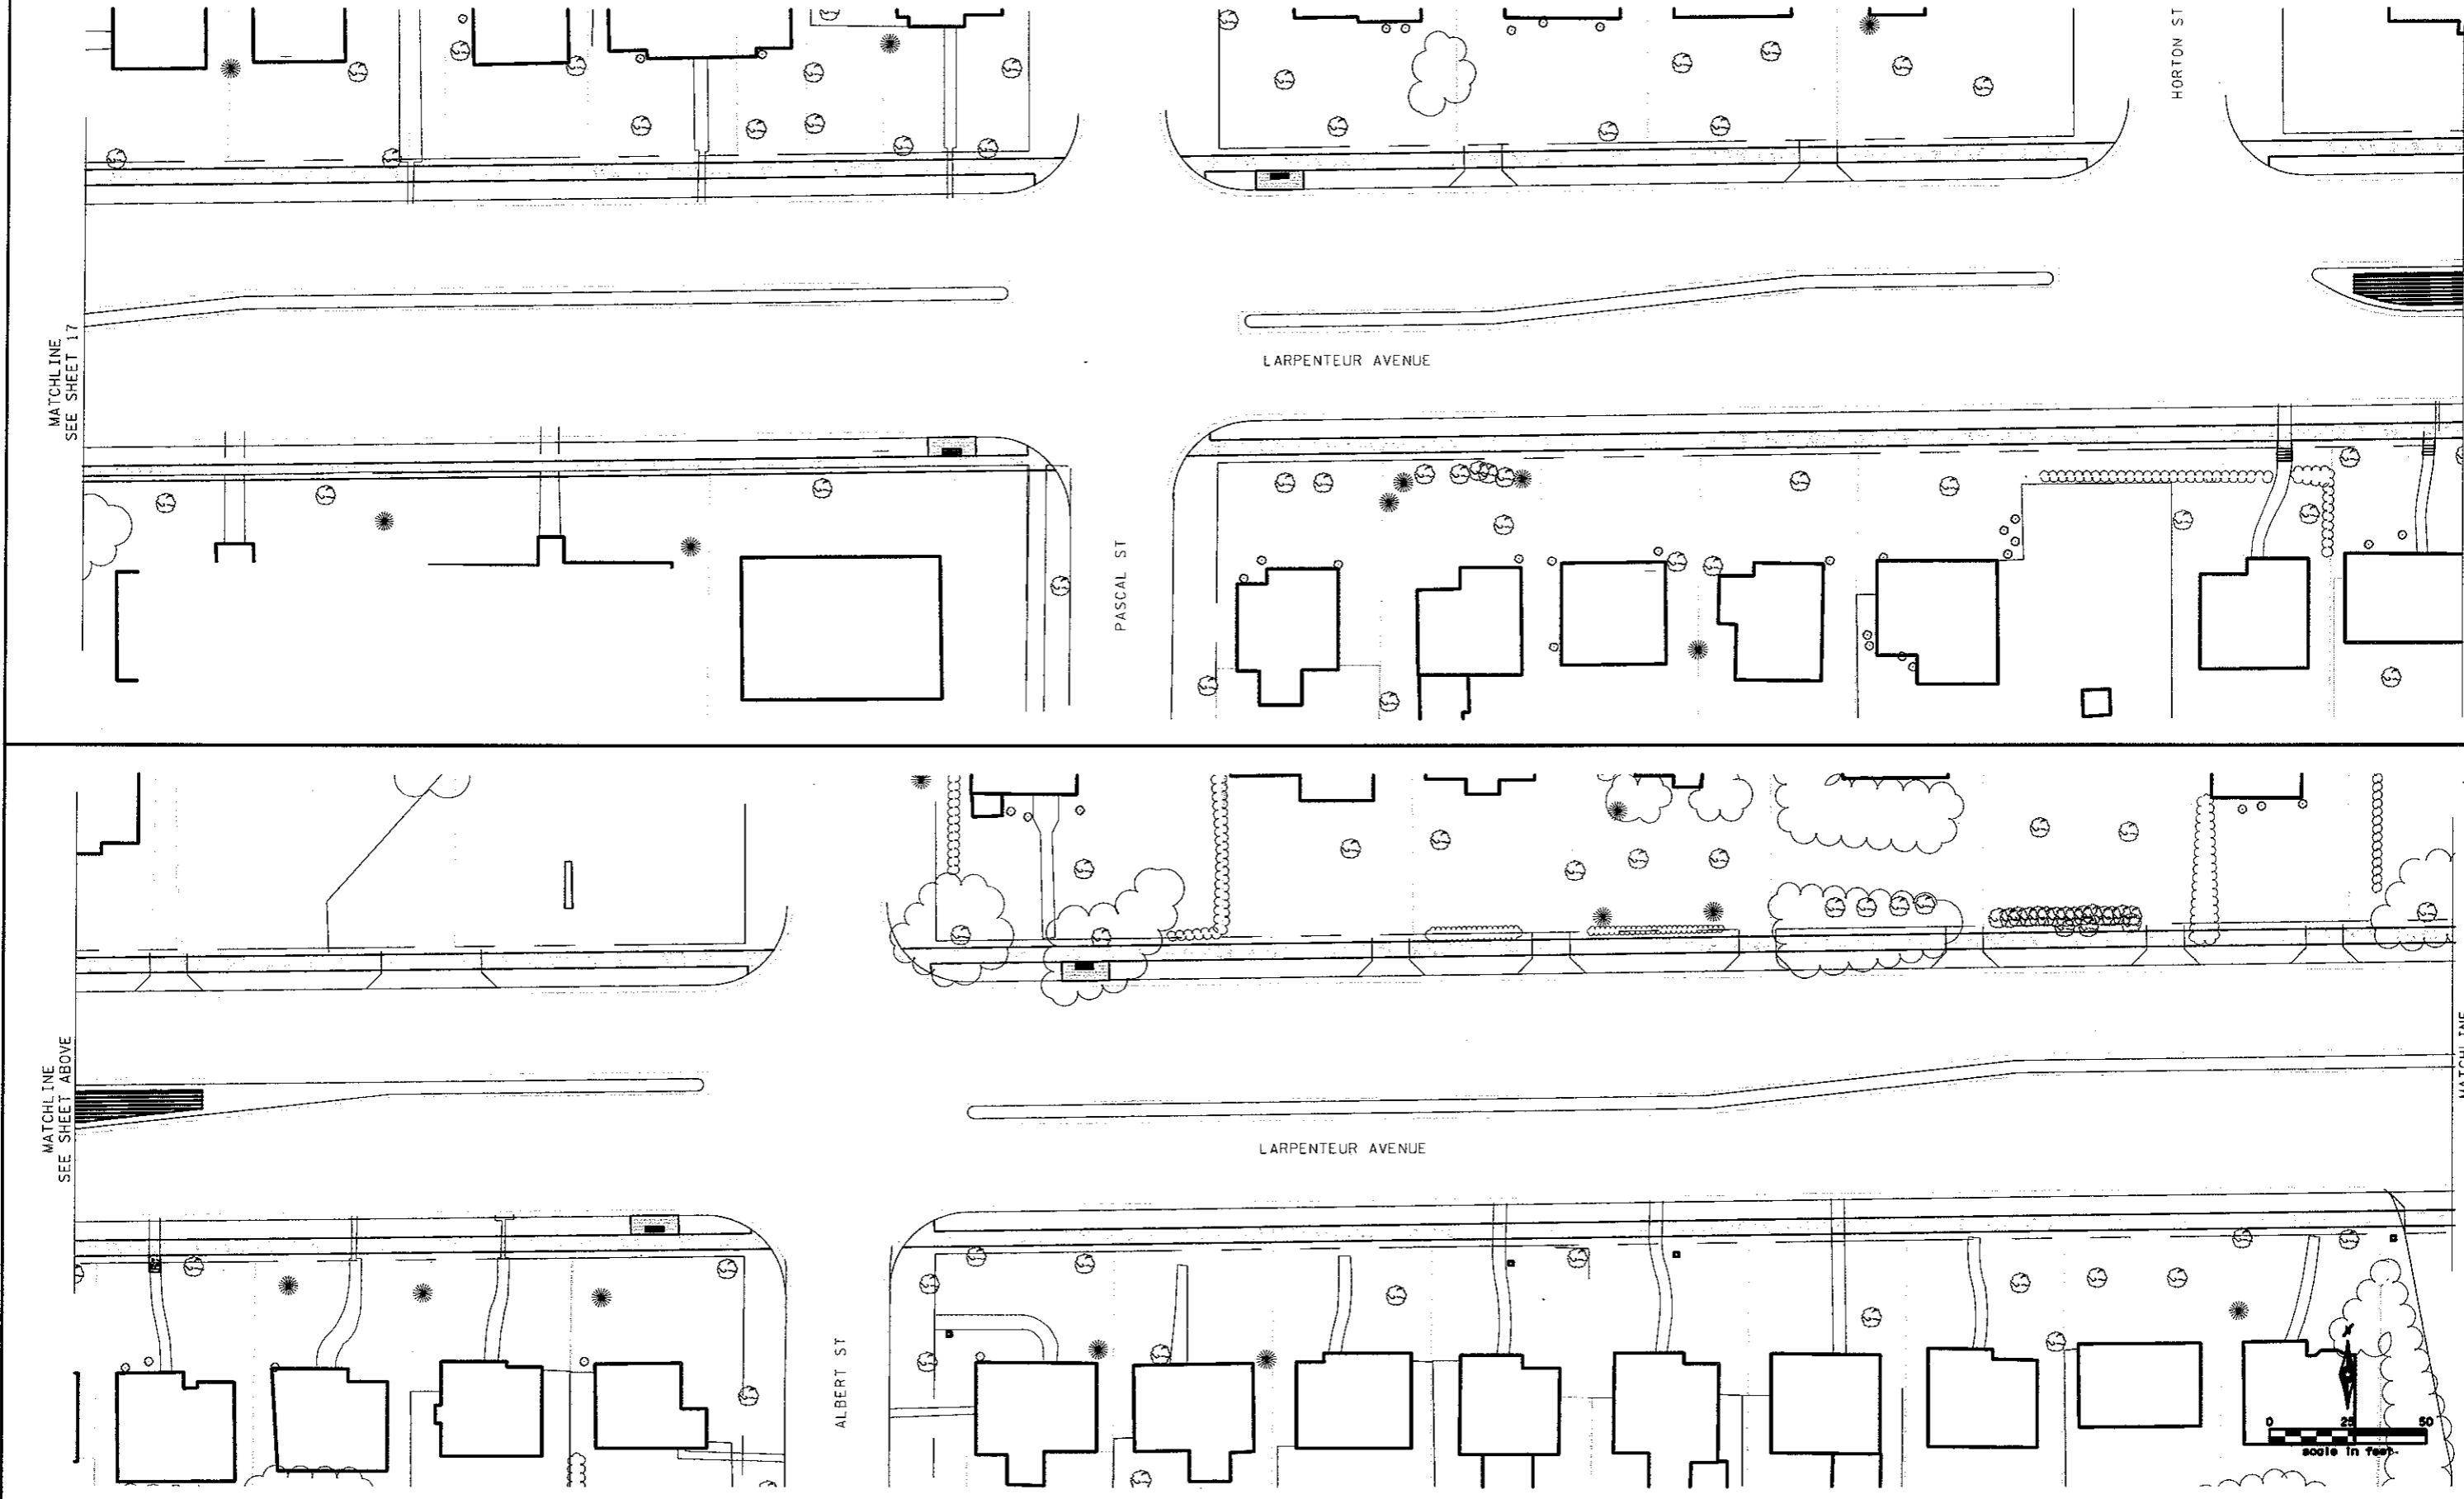 HORTON ST
MATCHLINE
SEE SHEET 17
LARPENTEUR AVENUE
PASCAL ST
MATCHLINE
SEE SHEET ABOVE
LARPENTEUR AVENUE
MATCHLINE
ALBERT ST
N
0 25 50
scale in feet